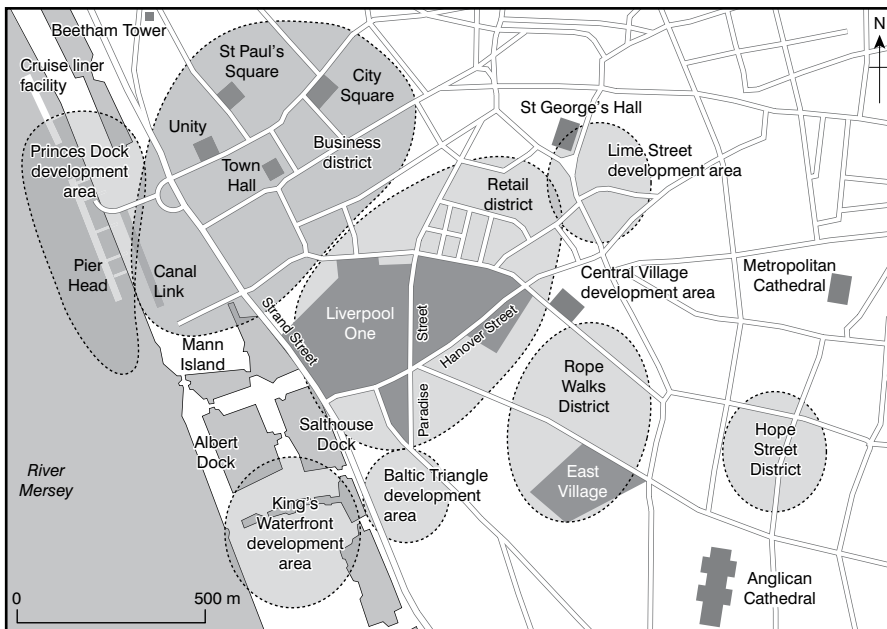 Beetham Tower
Cruise liner
facility
St Paul's
Square
City
Square
N
Unity
Town
Hall
Business
district
St George's Hall
Lime Street
development area
Princes Dock
development
area
Retail
district
Pier
Head
Canal
Link
Central Village
development area
Metropolitan
Cathedral
Liverpool
One
Strand Street
Street
Paradise
Hanover Street
Mann
Island
Rope
Walks
District
Hope
Street
District
Albert
Dock
Salthouse
Dock
East
Village
River
Mersey
King's
Waterfront
development
area
Baltic Triangle
development
area
Anglican
Cathedral
0
500 m